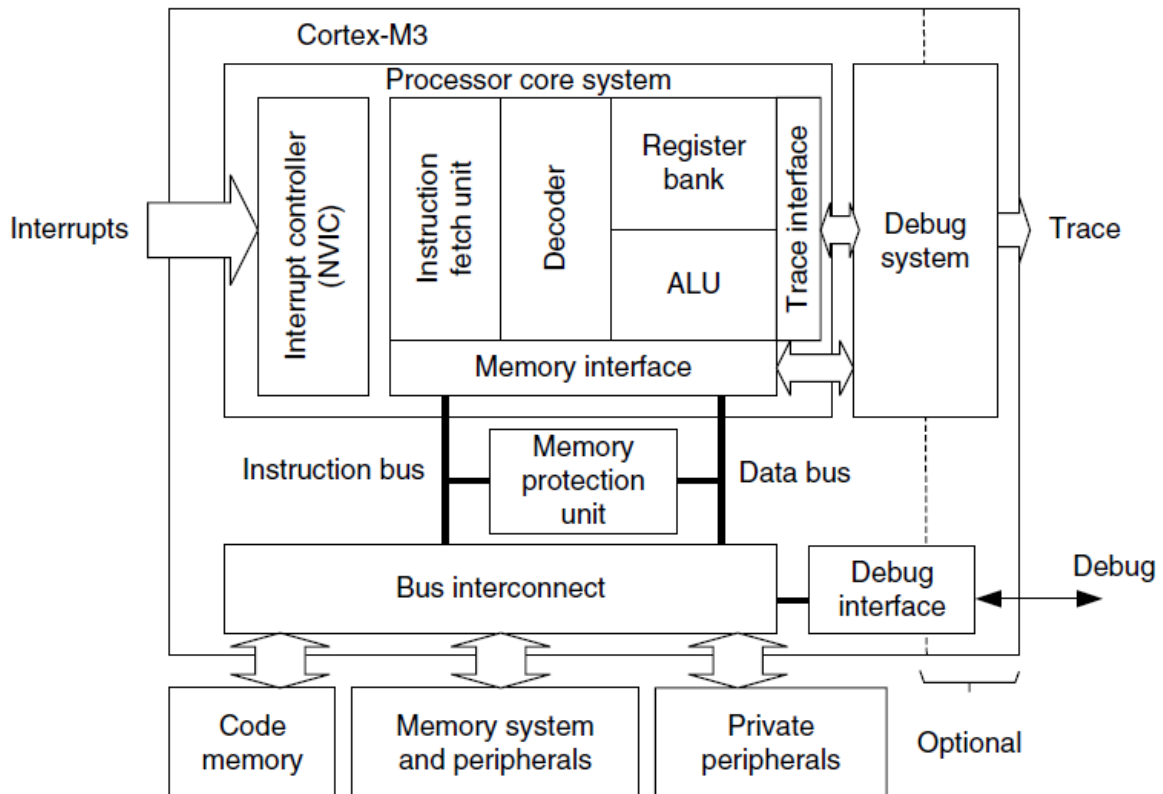 Cortex-M3
Processor core system
Interrupts
Interrupt controller
(NVIC)
Instruction
fetch unit
Decoder
Register
bank
ALU
Trace interface
Memory interface
Debug
system
Trace
Instruction bus
Memory
protection
unit
Data bus
Bus interconnect
Debug
interface
Debug
Code
memory
Memory system
and peripherals
Private
peripherals
Optional